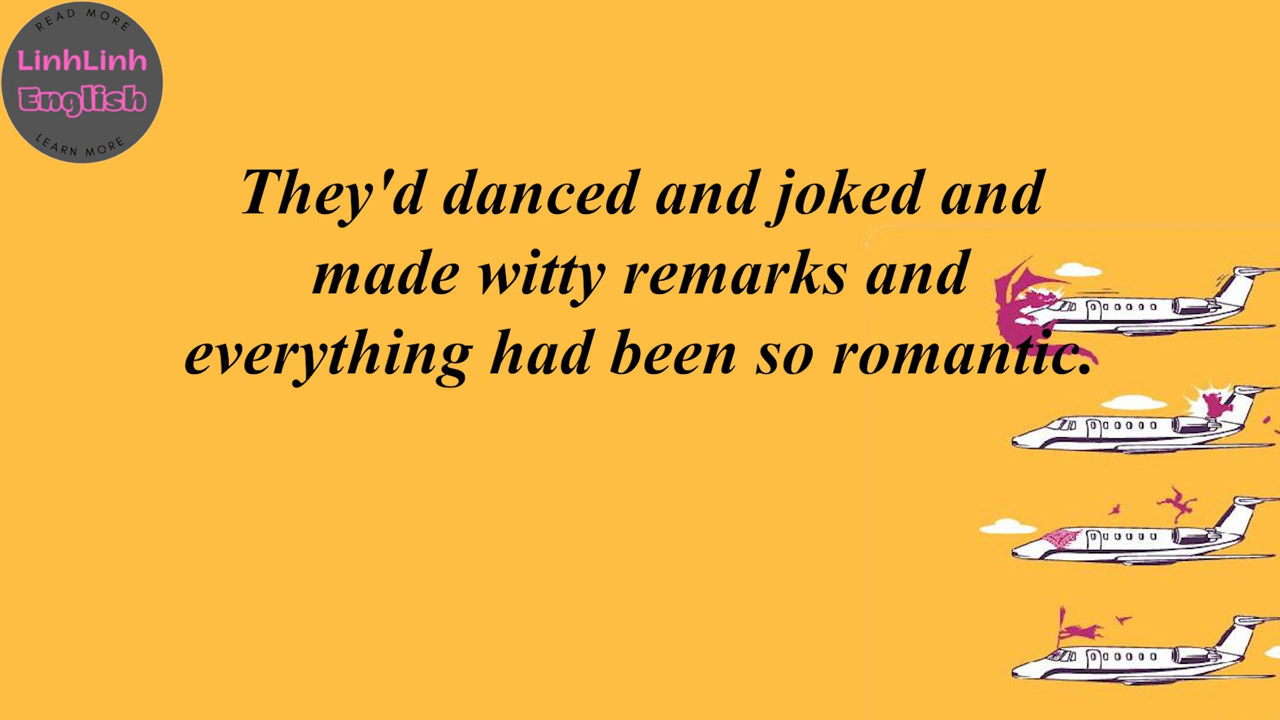 READ MORE
LinhLinh
English
LEARN MORE
They'd danced and joked and
made witty remarks and
everything had been so romantic.